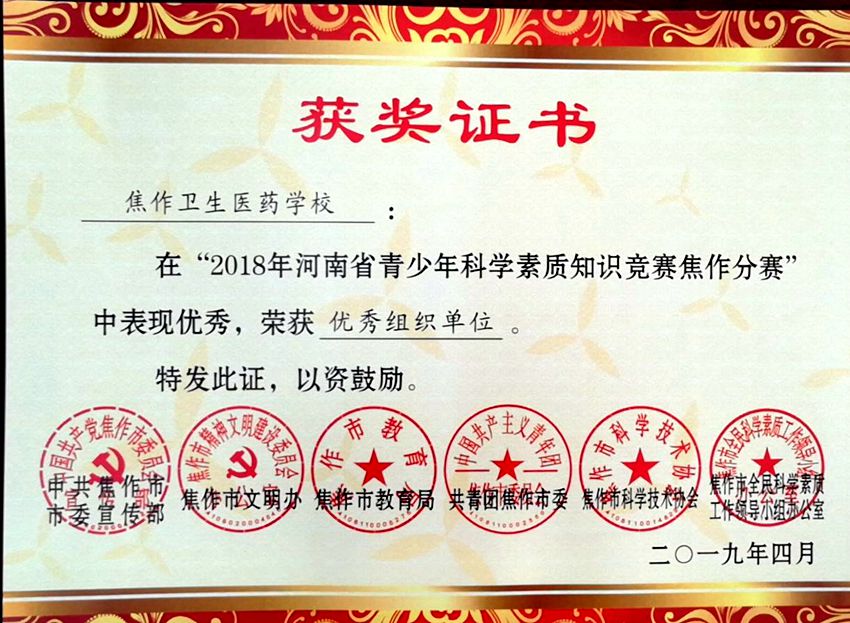 获奖证书
焦作卫生医药学校：
在“2018年河南省青少年科学素质知识竞赛焦作分赛”
中表现优秀，荣获 优秀组织单位 。
特发此证，以资鼓励。
中共焦作市
市委宣传部
焦作市文明办
焦作市教育局
共青团焦作市委
焦作市科学技术协会
焦作市全民科学素质
工作领导小组办公室
二〇一九年四月